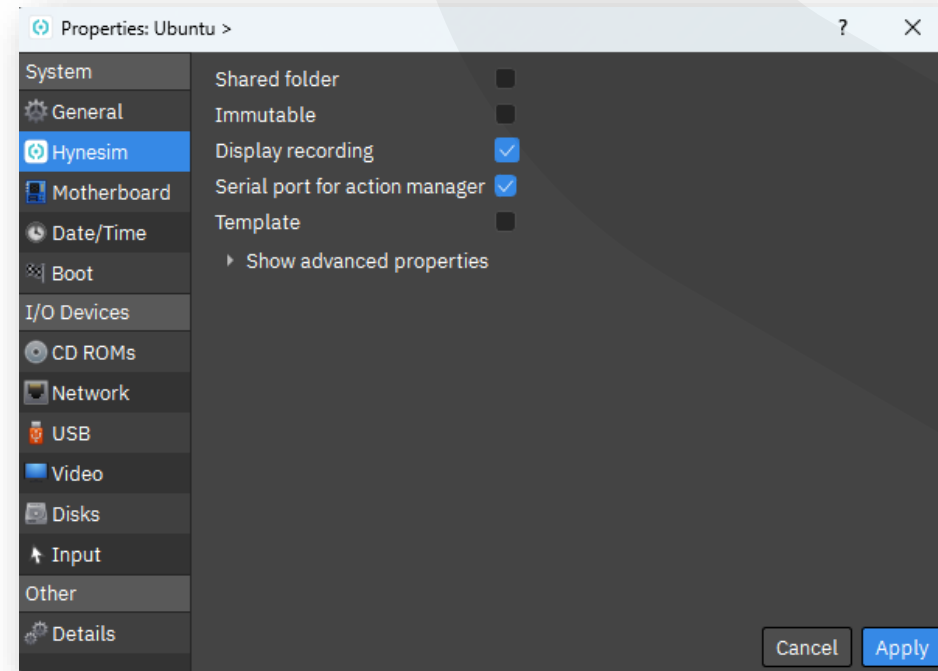 Properties: Ubuntu >
?
System
General
Hynesim
Motherboard
Date/Time
Boot
I/O Devices
CD ROMs
Network
USB
Video
Disks
Input
Other
Details
Shared folder
Immutable
Display recording
Serial port for action manager
Template
Show advanced properties
Cancel
Apply